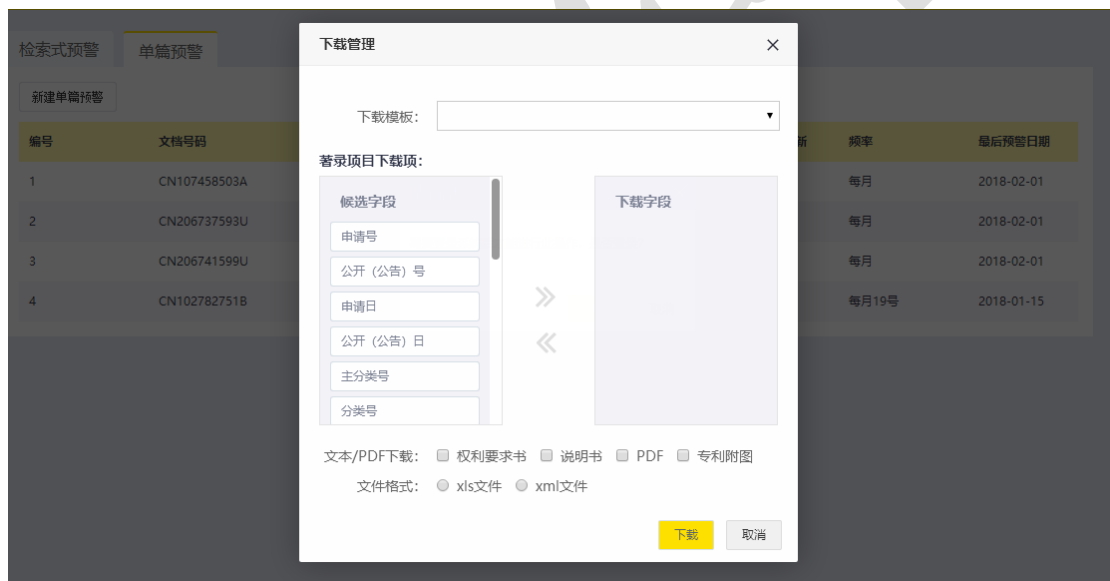 下载管理
检索式预警 单篇预警
新建单篇预警
下载模板：
编号 文档号码 新 频率 最后预警日期
著录项目下载项：
1 CN107458503A 每月 2018-02-01
2 CN206737593U 每月 2018-02-01
3 CN206741599U 每月 2018-02-01
4 CN102782751B 每月19号 2018-01-15
候选字段
申请号
公开（公告）号
申请日
公开（公告）日
主分类号
分类号
下载字段
文本/PDF下载： 权利要求书 说明书 PDF 专利附图
文件格式： xls文件 xml文件
下载 取消